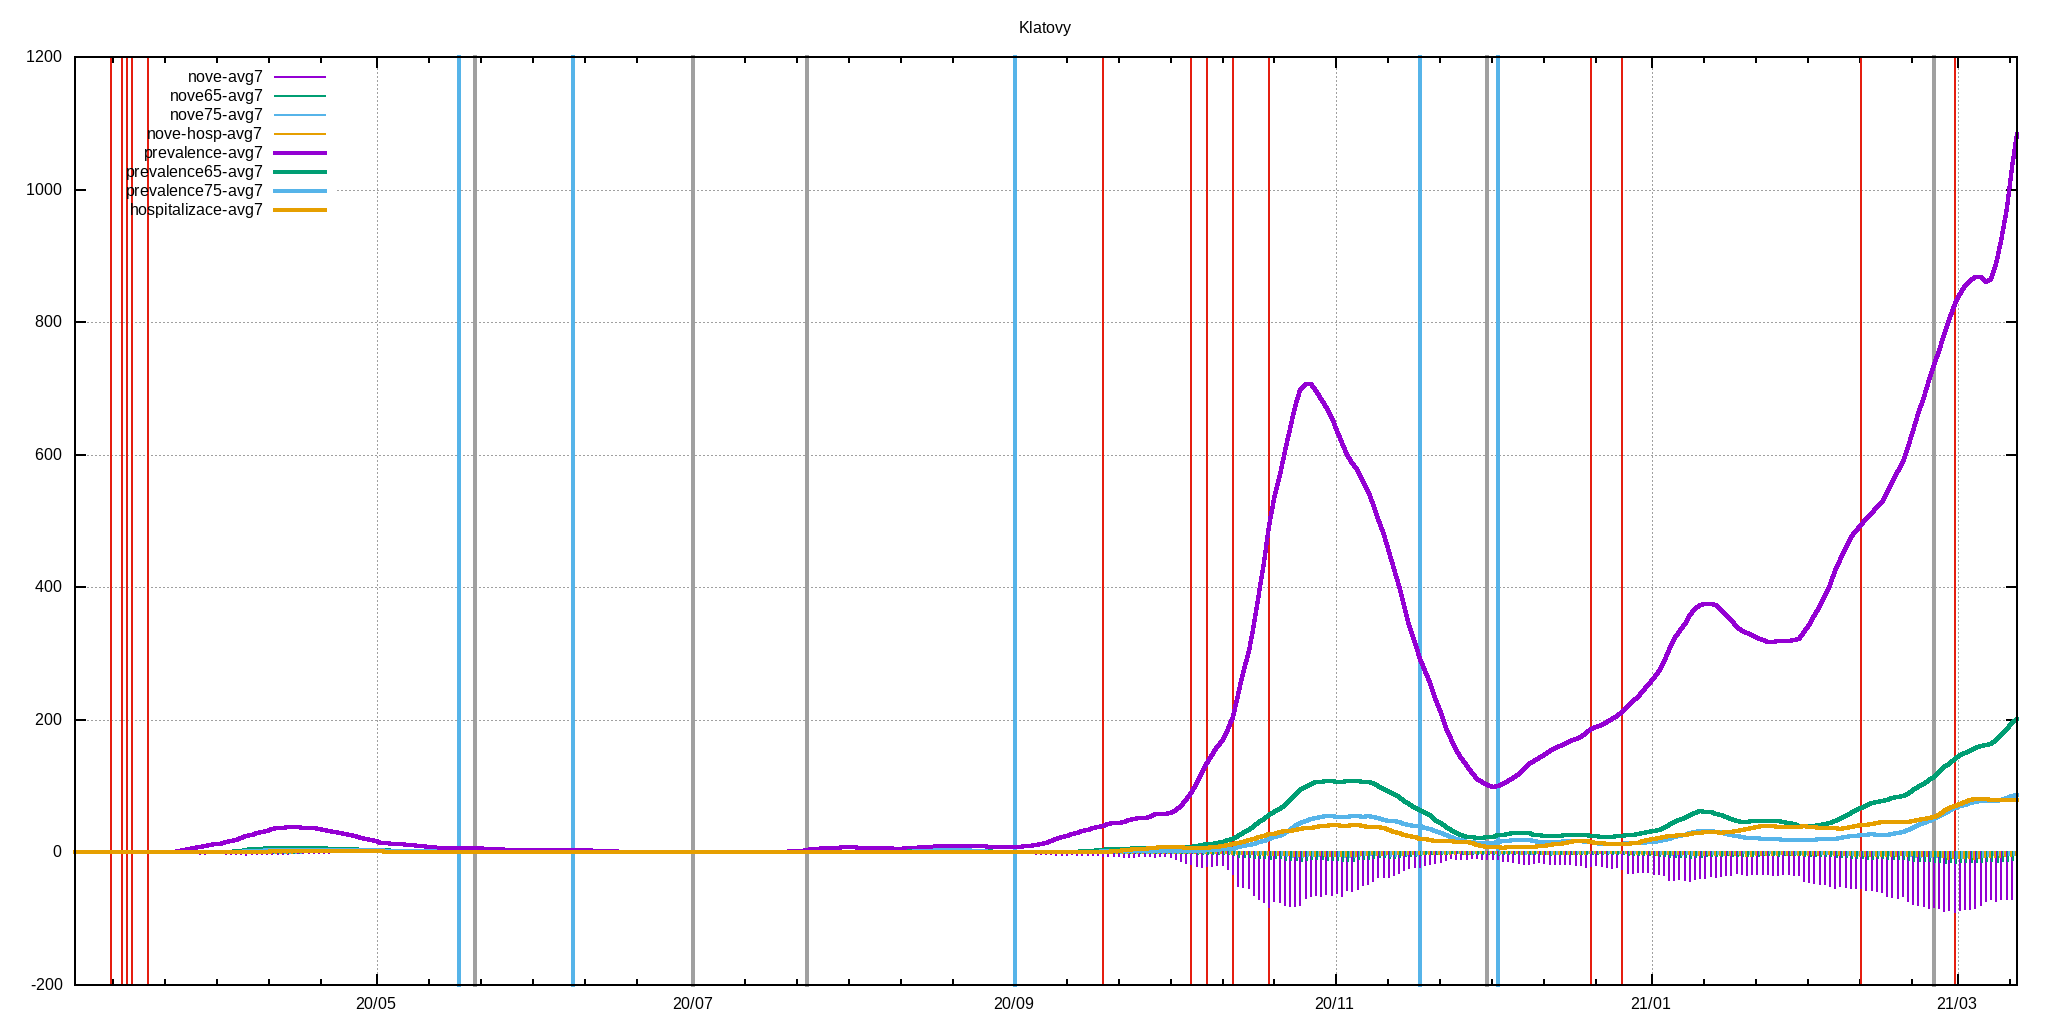 Klatovy
1200
1000
800
600
400
200
0
-200
nove-avg7
nove65-avg7
nove75-avg7
nove-hosp-avg7
prevalence-avg7
prevalence65-avg7
prevalence75-avg7
hospitalizace-avg7
20/05
20/07
20/09
20/11
21/01
21/03